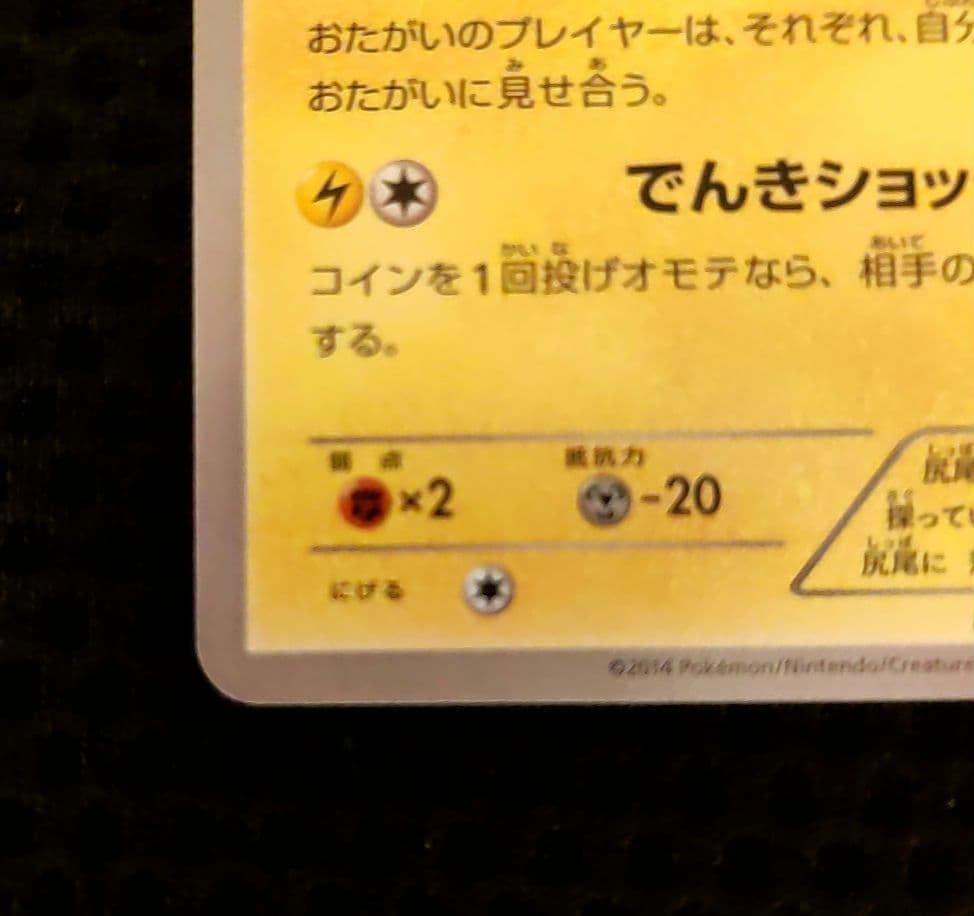 おたがいのプレイヤーは、それぞれ、自分
おたがいに見せ合う。
でんきショッ
コインを1回投げオモテなら、相手の
する。
弱点 抵抗力
×2 -20
にげる
尻尾
操って
尻尾に
©2014 Pokémon/Nintendo/Creature